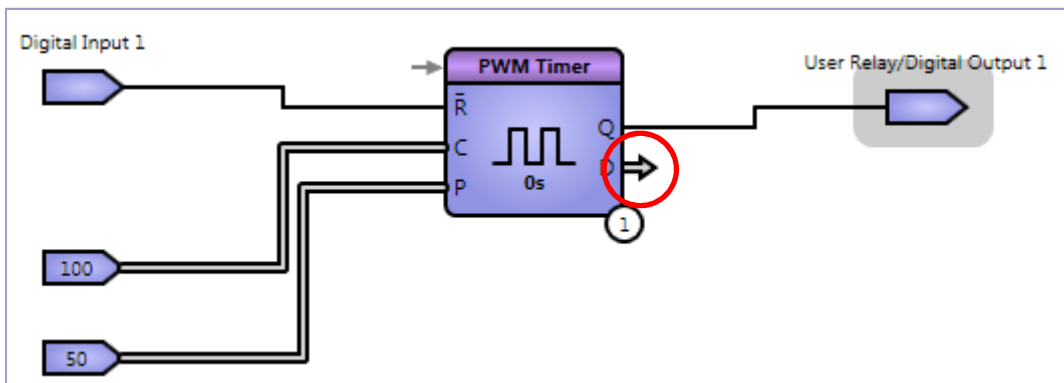 Digital Input 1
PWM Timer
User Relay/Digital Output 1
R̄
C
P
0s
Q
D
1
100
50